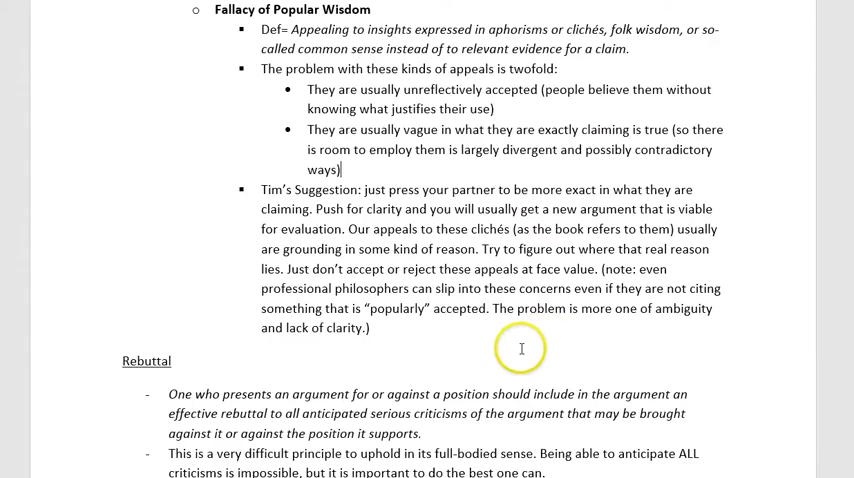 Fallacy of Popular Wisdom
Def= Appealing to insights expressed in aphorisms or clichés, folk wisdom, or so-
called common sense instead of to relevant evidence for a claim.
The problem with these kinds of appeals is twofold:
They are usually unreflectively accepted (people believe them without
knowing what justifies their use)
They are usually vague in what they are exactly claiming is true (so there
is room to employ them is largely divergent and possibly contradictory
ways)
Tim's Suggestion: just press your partner to be more exact in what they are
claiming. Push for clarity and you will usually get a new argument that is viable
for evaluation. Our appeals to these clichés (as the book refers to them) usually
are grounding in some kind of reason. Try to figure out where that real reason
lies. Just don't accept or reject these appeals at face value. (note: even
professional philosophers can slip into these concerns even if they are not citing
something that is “popularly” accepted. The problem is more one of ambiguity
and lack of clarity.)
Rebuttal
- One who presents an argument for or against a position should include in the argument an
effective rebuttal to all anticipated serious criticisms of the argument that may be brought
against it or against the position it supports.
- This is a very difficult principle to uphold in its full-bodied sense. Being able to anticipate ALL
criticisms is impossible, but it is important to do the best one can.